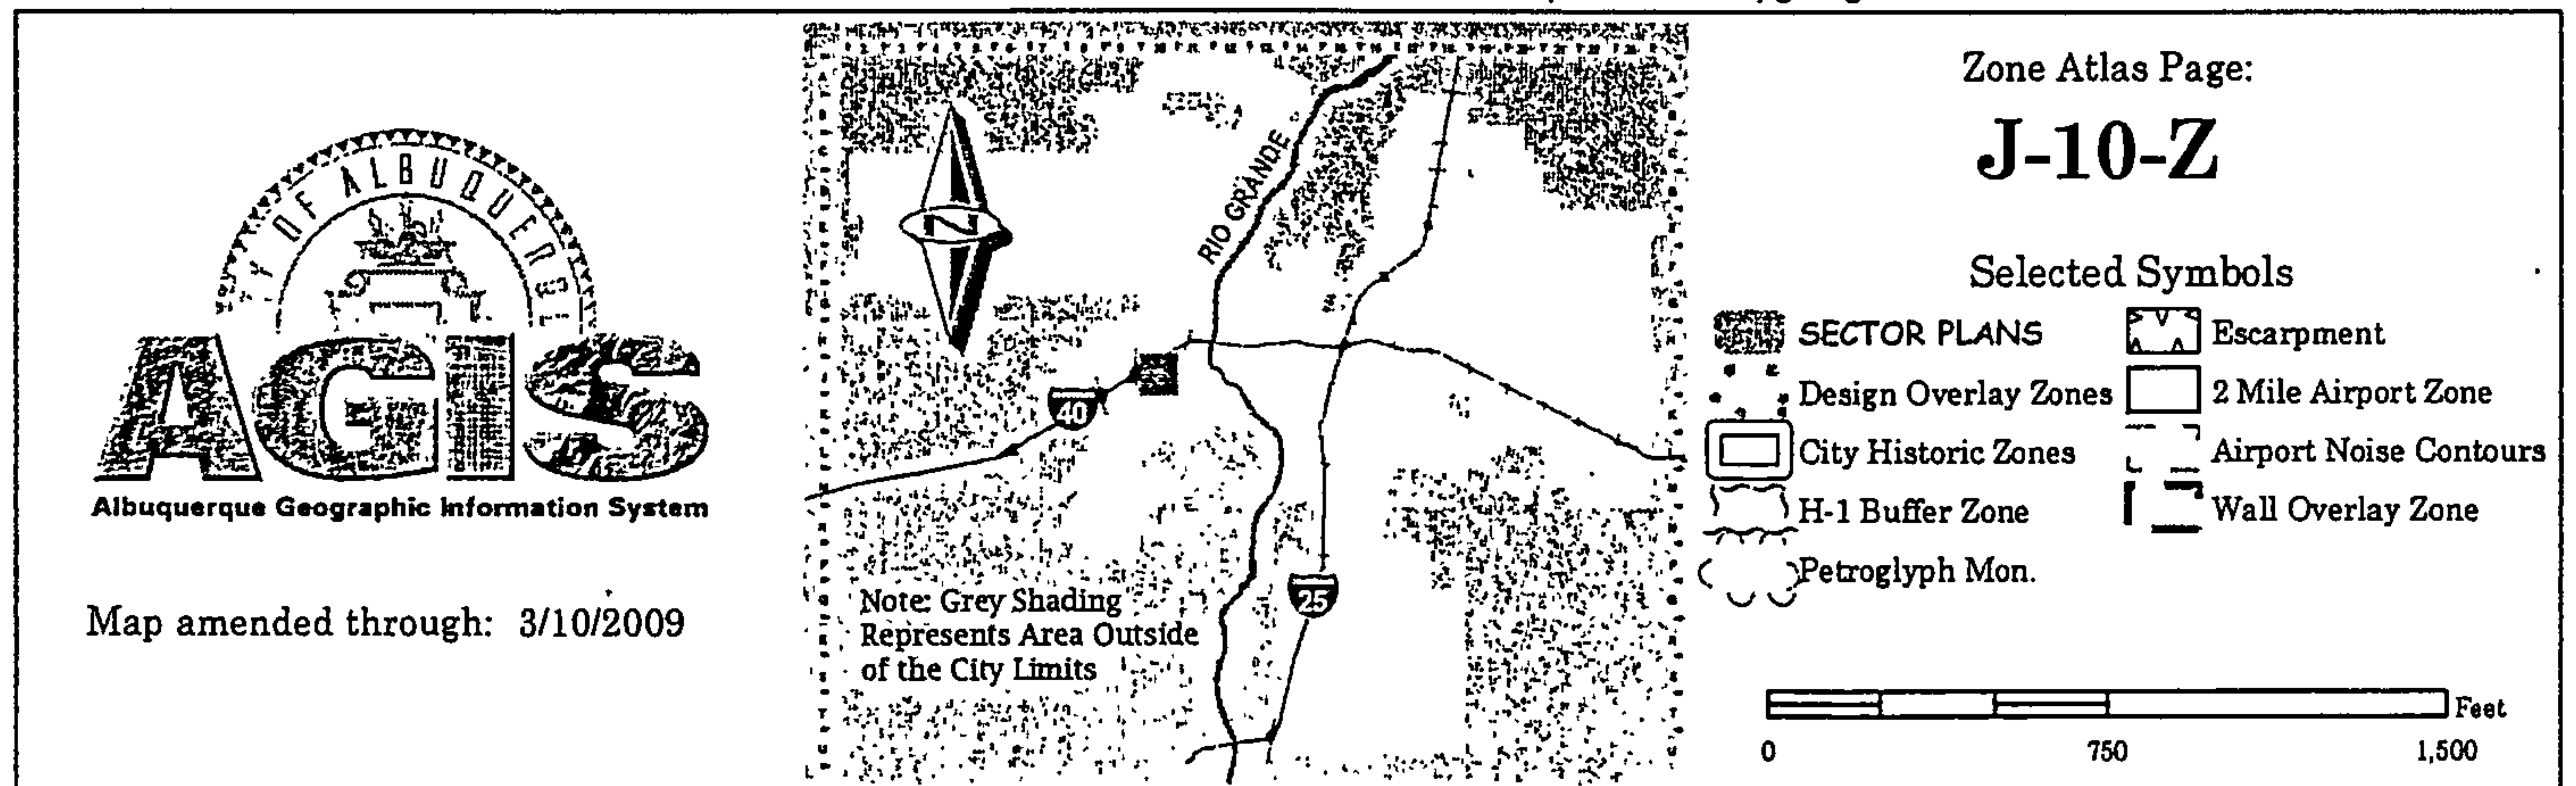 CITY OF ALBUQUERQUE
AGIS
Albuquerque Geographic Information System
Map amended through: 3/10/2009
N
RIO GRANDE
40
25
Note: Grey Shading
Represents Area Outside
of the City Limits
Zone Atlas Page:
J-10-Z
Selected Symbols
SECTOR PLANS
Design Overlay Zones
City Historic Zones
H-1 Buffer Zone
Petroglyph Mon.
Escarpment
2 Mile Airport Zone
Airport Noise Contours
Wall Overlay Zone
Feet
0 750 1,500